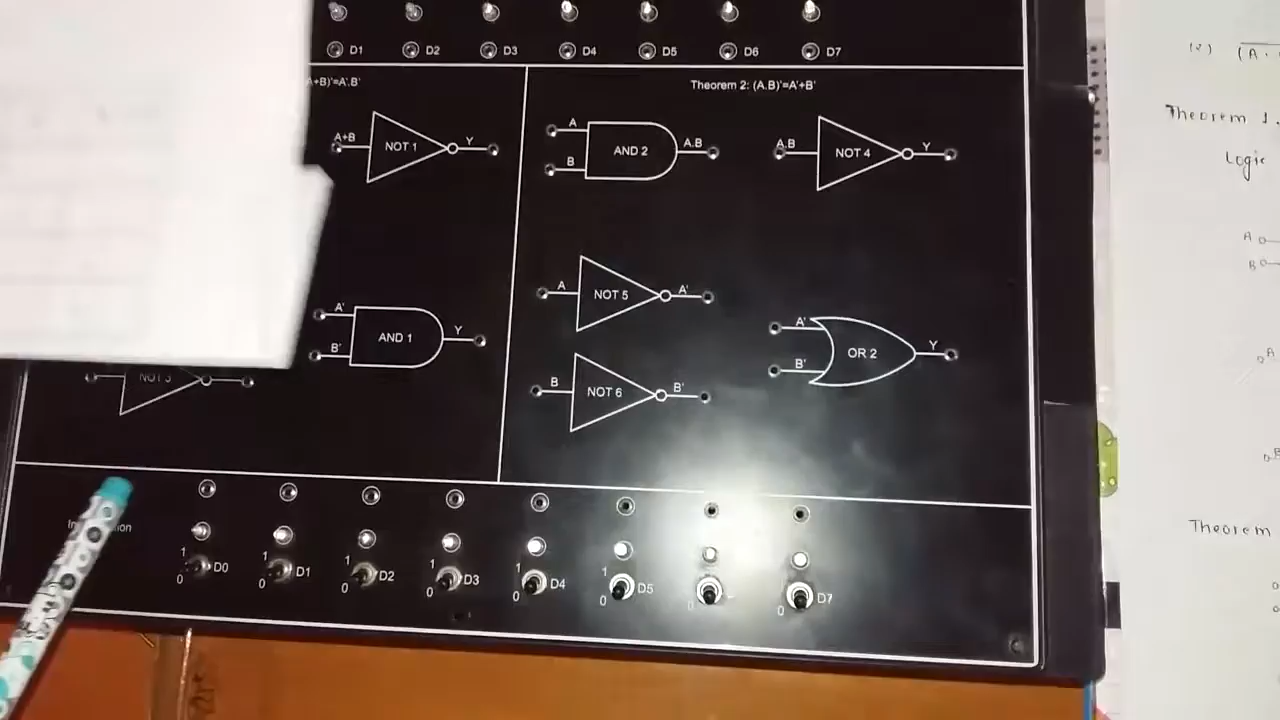 D1 D2 D3 D4 D5 D6 D7
A+B)'=A'.B'
Theorem 2: (A.B)'=A'+B'
A+B NOT 1 Y
A B AND 2 A.B
A.B NOT 4 Y
A NOT 5 A'
A' B' AND 1 Y
A' B' OR 2 Y
NOT 3
B NOT 6 B'
1 1 1 1 1 1
0 D0 0 D1 0 D2 0 D3 0 D4 0 D5 0 0 D7
(c) (A.
Theorem 1.
Logic
A
B
A
B
Theorem